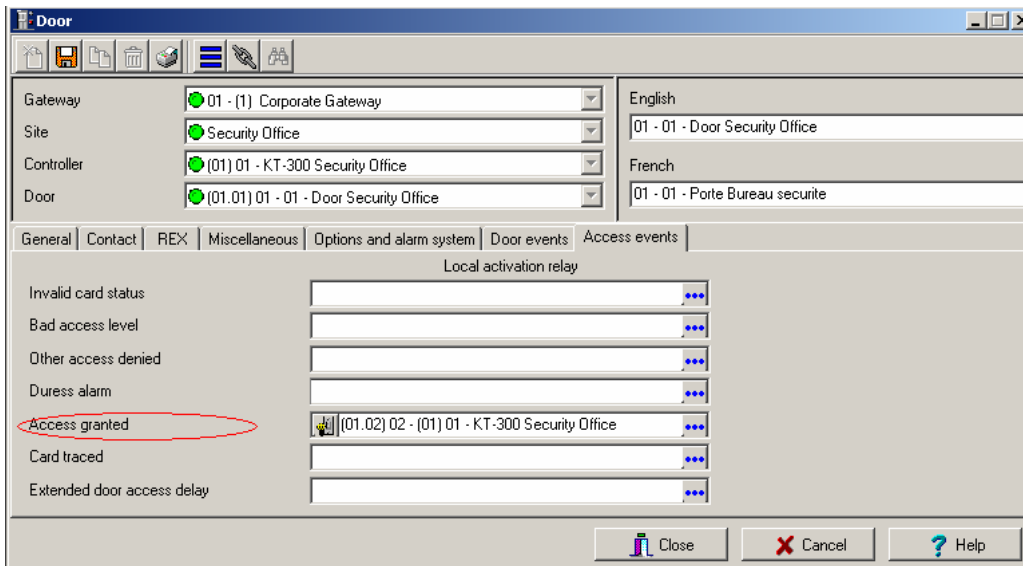 Door
Gateway 01 - (1) Corporate Gateway
Site Security Office
Controller (01) 01 - KT-300 Security Office
Door (01.01) 01 - 01 - Door Security Office
English
01 - 01 - Door Security Office
French
01 - 01 - Porte Bureau securite
General Contact REX Miscellaneous Options and alarm system Door events Access events
Local activation relay
Invalid card status
Bad access level
Other access denied
Duress alarm
Access granted (01.02) 02 - (01) 01 - KT-300 Security Office
Card traced
Extended door access delay
Close Cancel Help